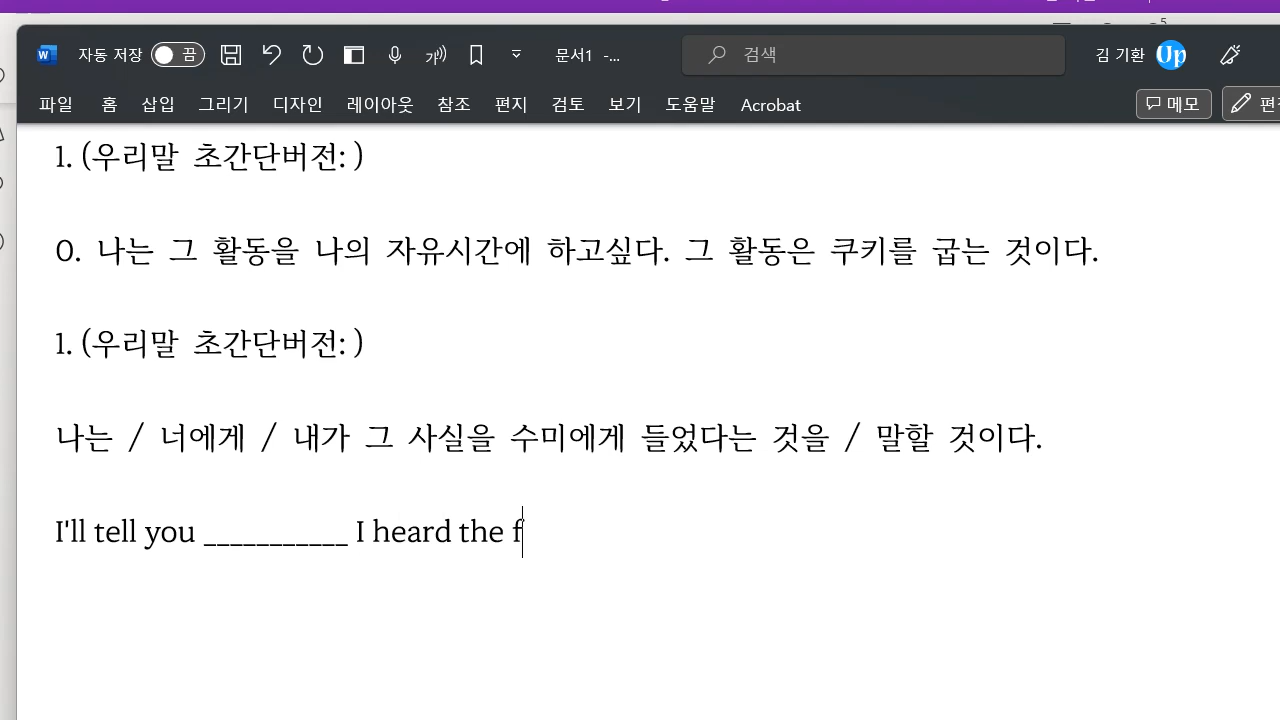 자동 저장 끔 문서1 -... 검색 김 기환 Up
파일 홈 삽입 그리기 디자인 레이아웃 참조 편지 검토 보기 도움말 Acrobat 메모
1. (우리말 초간단버전: )
0. 나는 그 활동을 나의 자유시간에 하고싶다. 그 활동은 쿠키를 굽는 것이다.
1. (우리말 초간단버전: )
나는 / 너에게 / 내가 그 사실을 수미에게 들었다는 것을 / 말할 것이다.
I'll tell you ___________ I heard the f